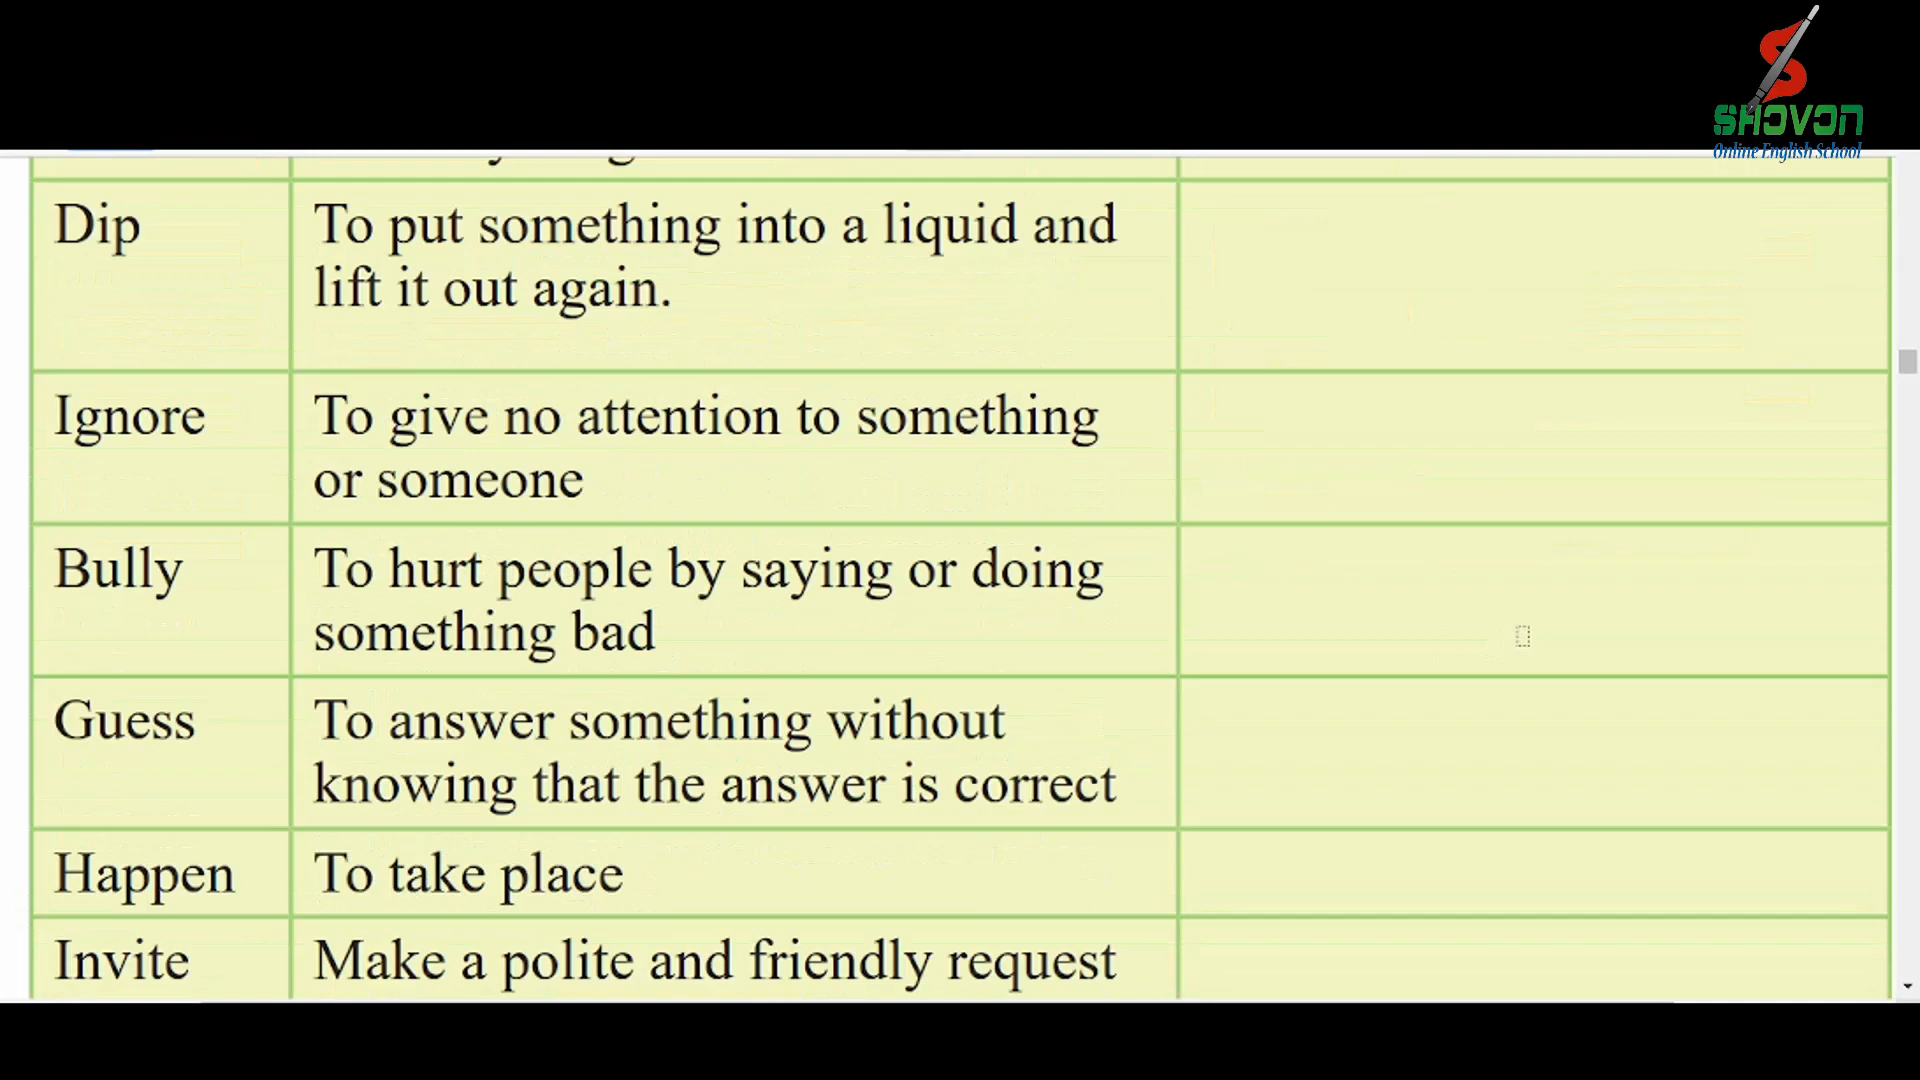 SHOVON
Online English School
Dip
To put something into a liquid and
lift it out again.
Ignore
To give no attention to something
or someone
Bully
To hurt people by saying or doing
something bad
Guess
To answer something without
knowing that the answer is correct
Happen
To take place
Invite
Make a polite and friendly request